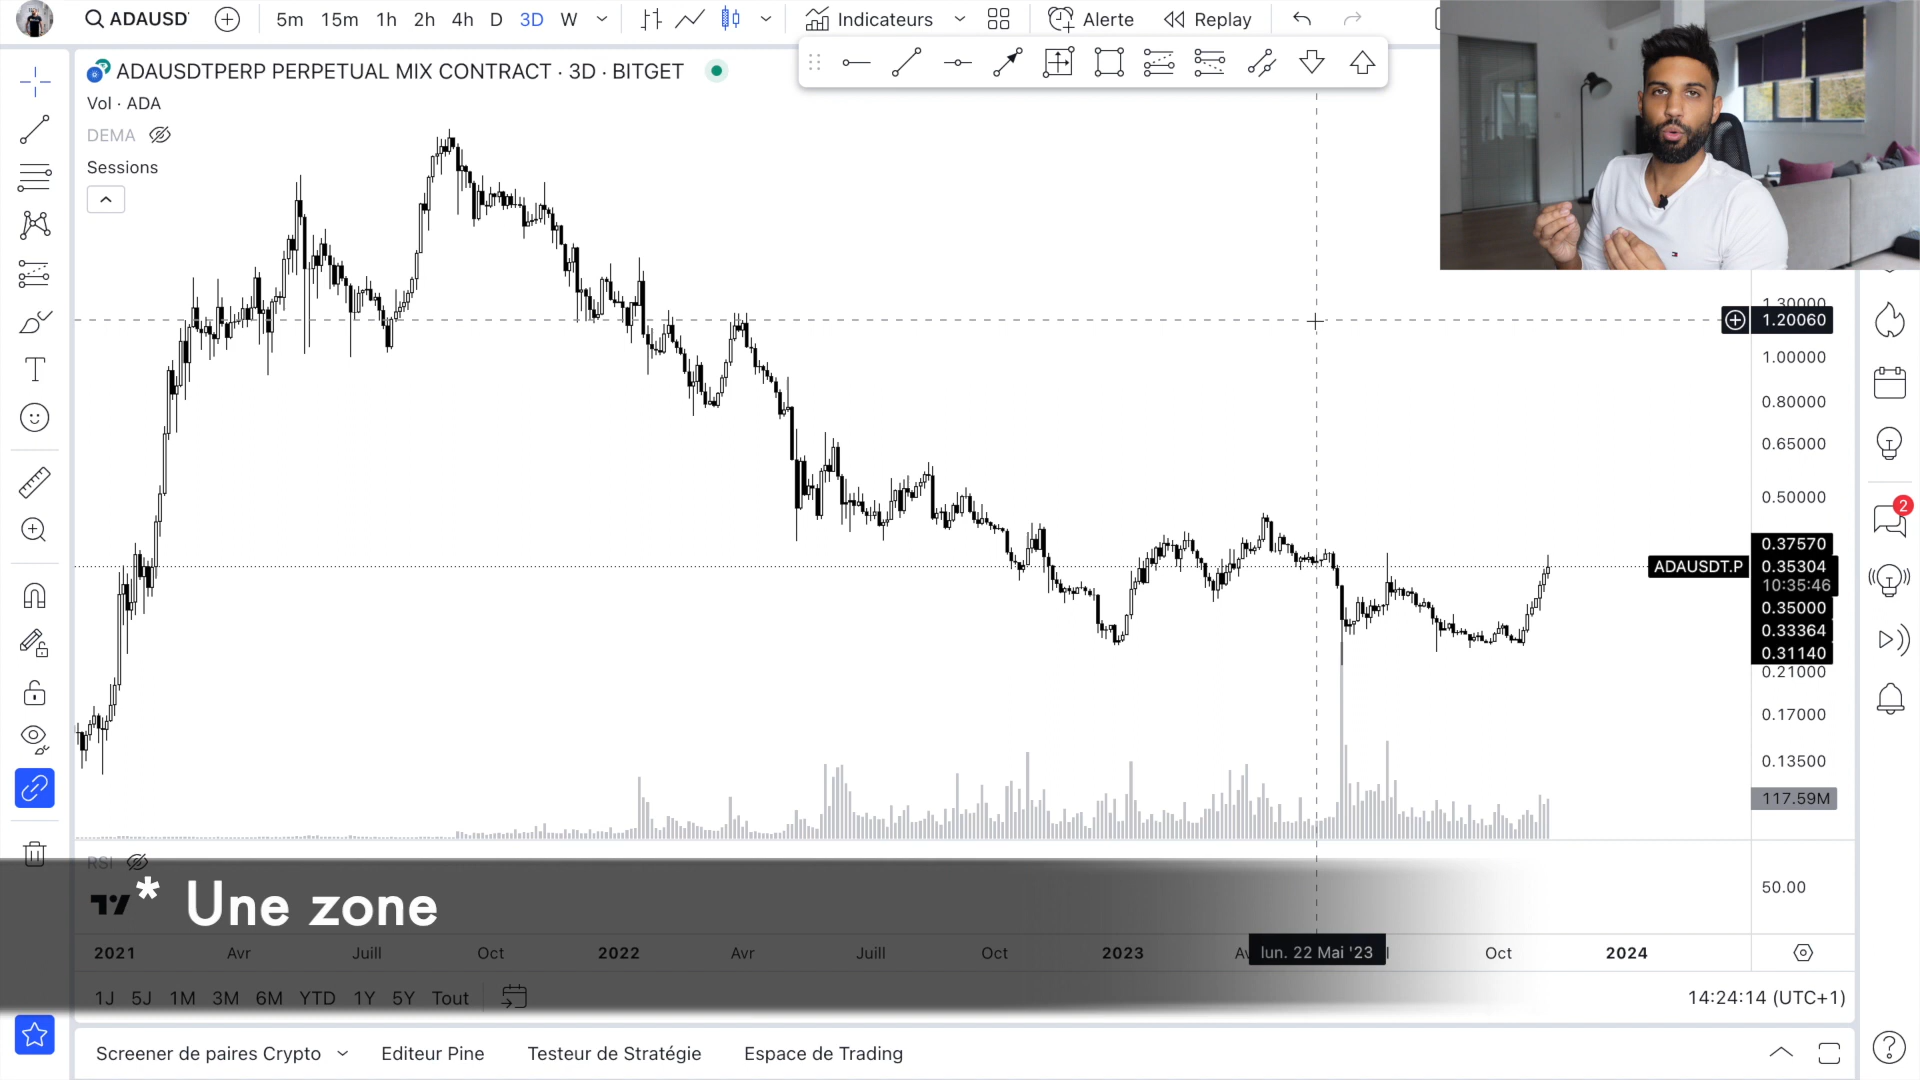 ADAUSD
5m 15m 1h 2h 4h D 3D W
Indicateurs
Alerte
Replay
ADAUSDTPERP PERPETUAL MIX CONTRACT · 3D · BITGET
Vol · ADA
DEMA
Sessions
1.30000
1.20060
1.00000
0.80000
0.65000
0.50000
0.37570
ADAUSDT.P 0.35304
10:35:46
0.35000
0.33364
0.31140
0.21000
0.17000
0.13500
117.59M
2
RSI
50.00
* Une zone
2021 Avr Juill Oct 2022 Avr Juill Oct 2023 lun. 22 Mai '23 Oct 2024
1J 5J 1M 3M 6M YTD 1Y 5Y Tout
14:24:14 (UTC+1)
Screener de paires Crypto Editeur Pine Testeur de Stratégie Espace de Trading